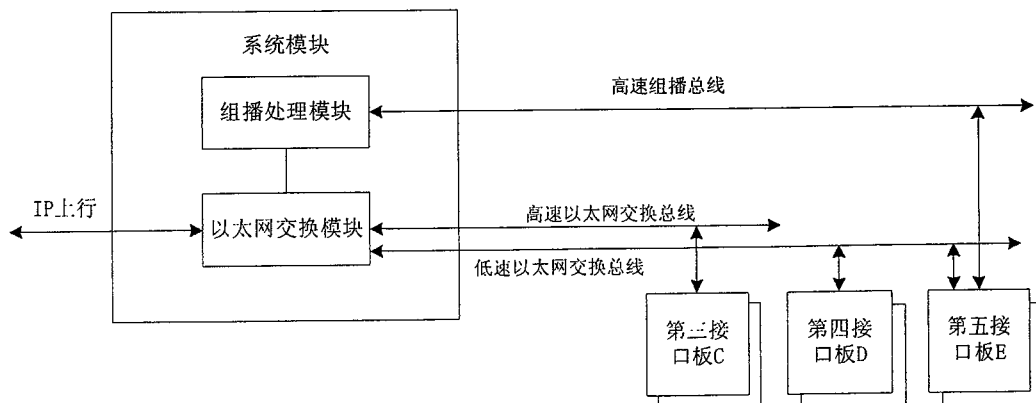 系统模块
高速组播总线
组播处理模块
IP上行
以太网交换模块
高速以太网交换总线
低速以太网交换总线
第三接
口板C
第四接
口板D
第五接
口板E